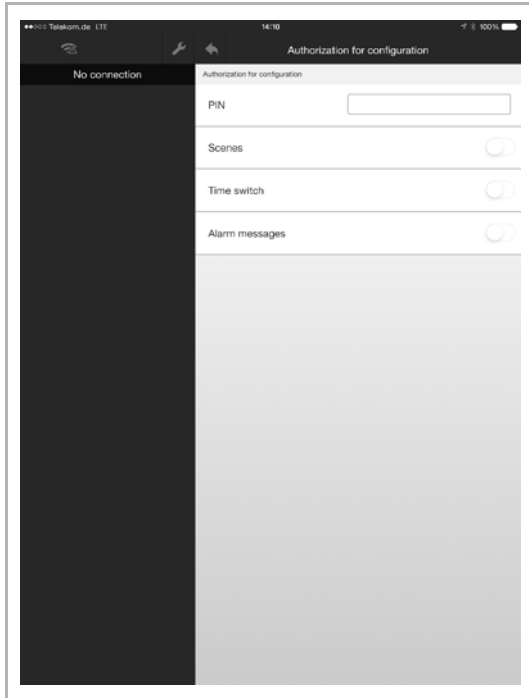 Telekom.de LTE 14:10 100%
Authorization for configuration
No connection
Authorization for configuration
PIN
Scenes
Time switch
Alarm messages